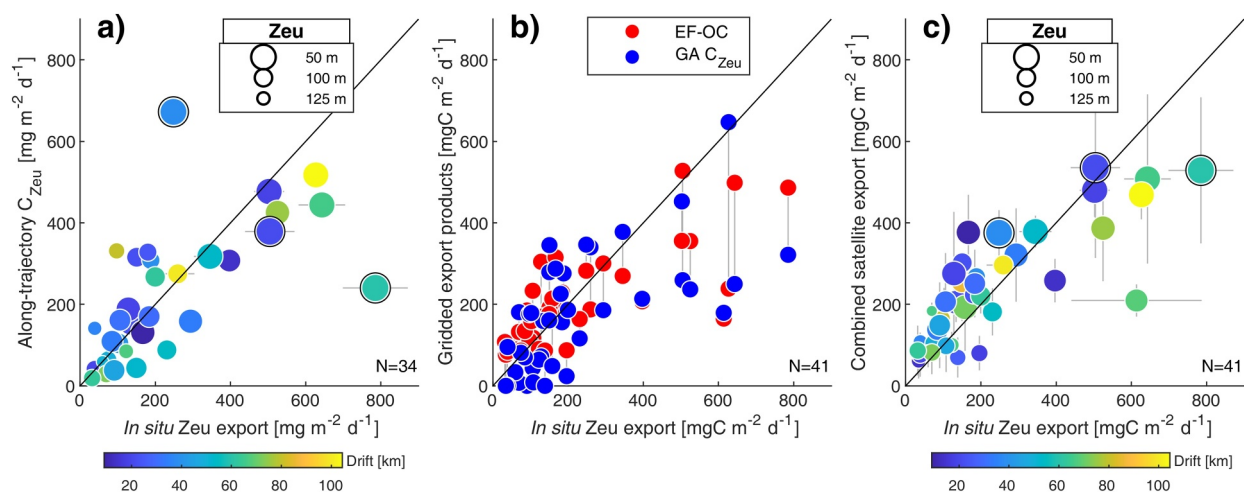 a)
Zeu
50 m
100 m
125 m
Along-trajectory C_Zeu [mg m⁻² d⁻¹]
800
600
400
200
0
0 200 400 600 800
N=34
In situ Zeu export [mg m⁻² d⁻¹]
20 40 60 80 100
Drift [km]
b)
EF-OC
GA C_Zeu
Gridded export products [mgC m⁻² d⁻¹]
800
600
400
200
0
0 200 400 600 800
N=41
In situ Zeu export [mgC m⁻² d⁻¹]
c)
Zeu
50 m
100 m
125 m
Combined satellite export [mgC m⁻² d⁻¹]
800
600
400
200
0
0 200 400 600 800
N=41
In situ Zeu export [mgC m⁻² d⁻¹]
20 40 60 80 100
Drift [km]